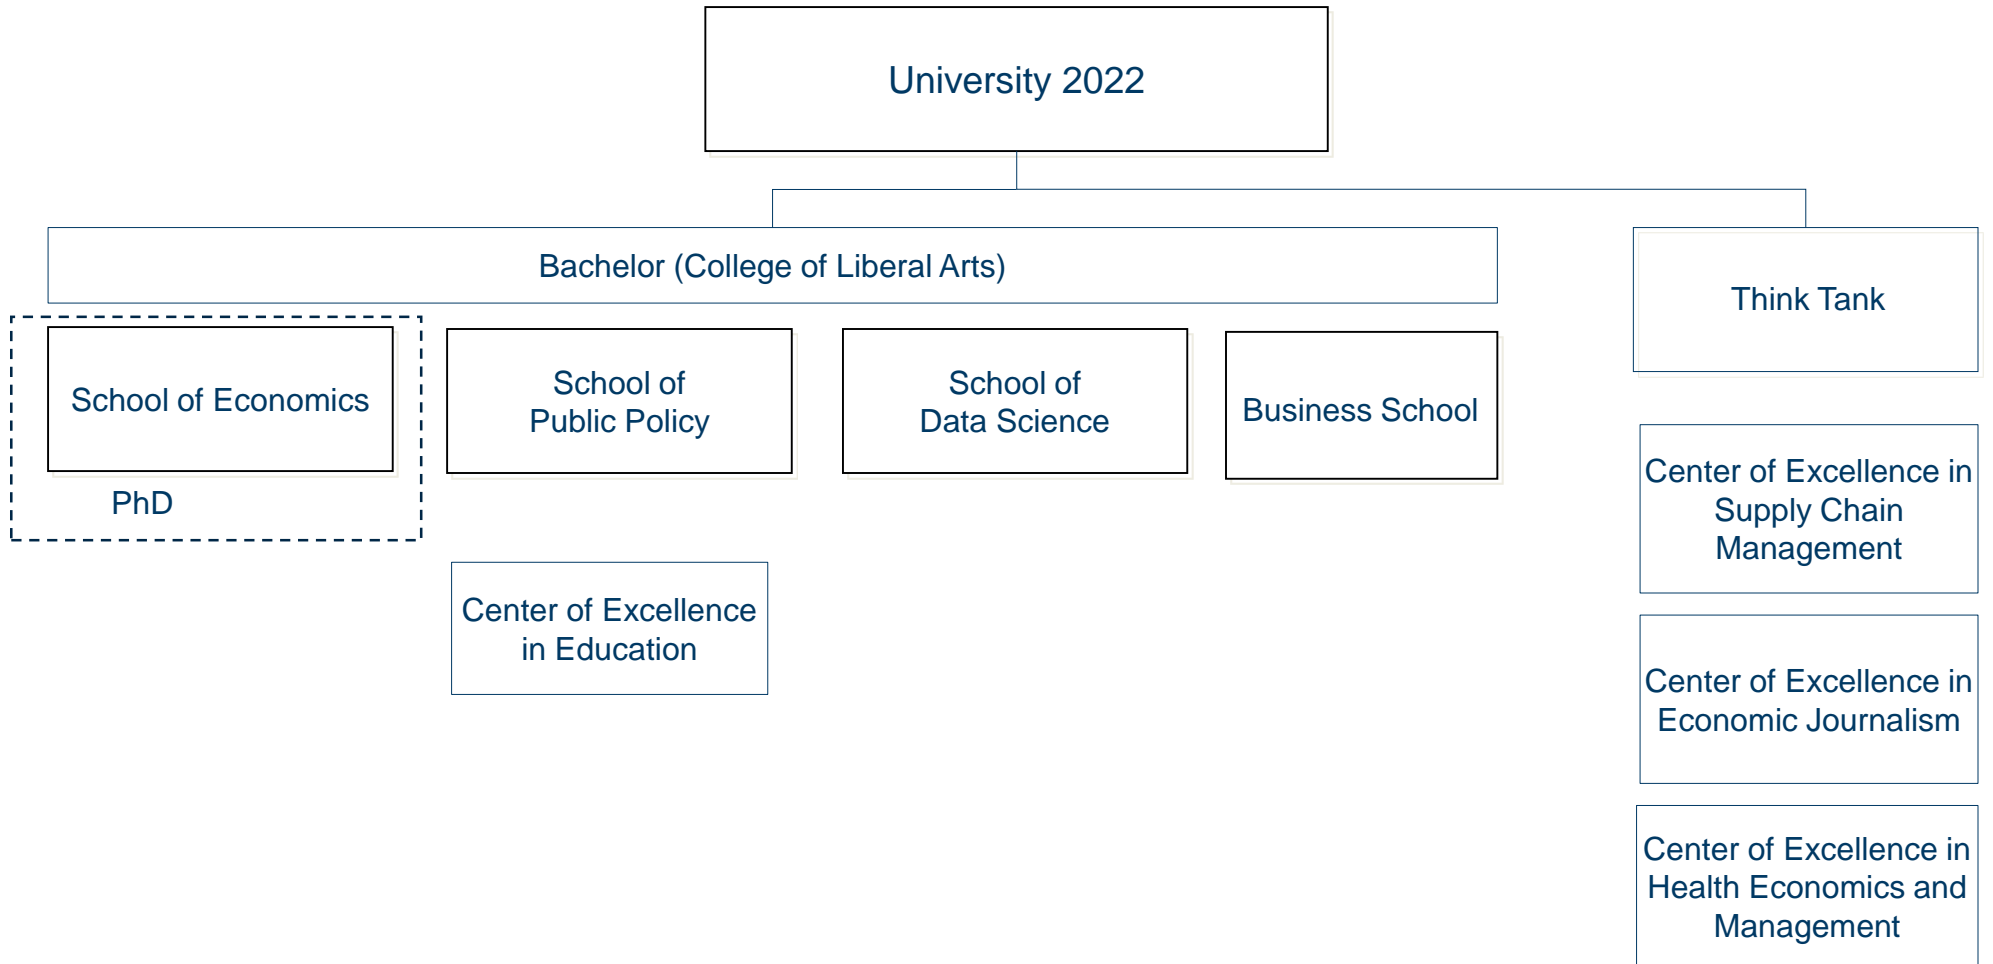 University 2022
Bachelor (College of Liberal Arts)
Think Tank
School of Economics
School of
Public Policy
School of
Data Science
Business School
PhD
Center of Excellence
in Education
Center of Excellence in
Supply Chain
Management
Center of Excellence in
Economic Journalism
Center of Excellence in
Health Economics and
Management